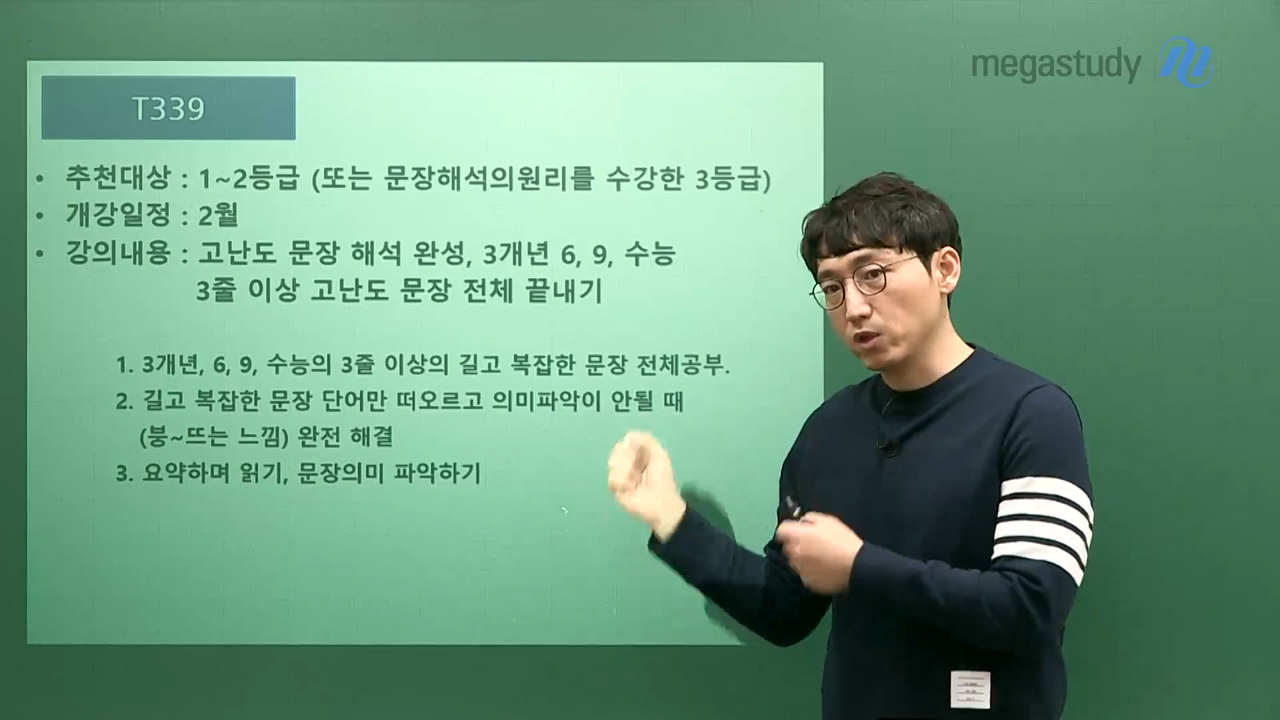 megastudy
T339
• 추천대상 : 1~2등급 (또는 문장해석의원리를 수강한 3등급)
• 개강일정 : 2월
• 강의내용 : 고난도 문장 해석 완성, 3개년 6, 9, 수능
3줄 이상 고난도 문장 전체 끝내기
1. 3개년, 6, 9, 수능의 3줄 이상의 길고 복잡한 문장 전체공부.
2. 길고 복잡한 문장 단어만 떠오르고 의미파악이 안될 때
(붕~뜨는 느낌) 완전 해결
3. 요약하며 읽기, 문장의미 파악하기